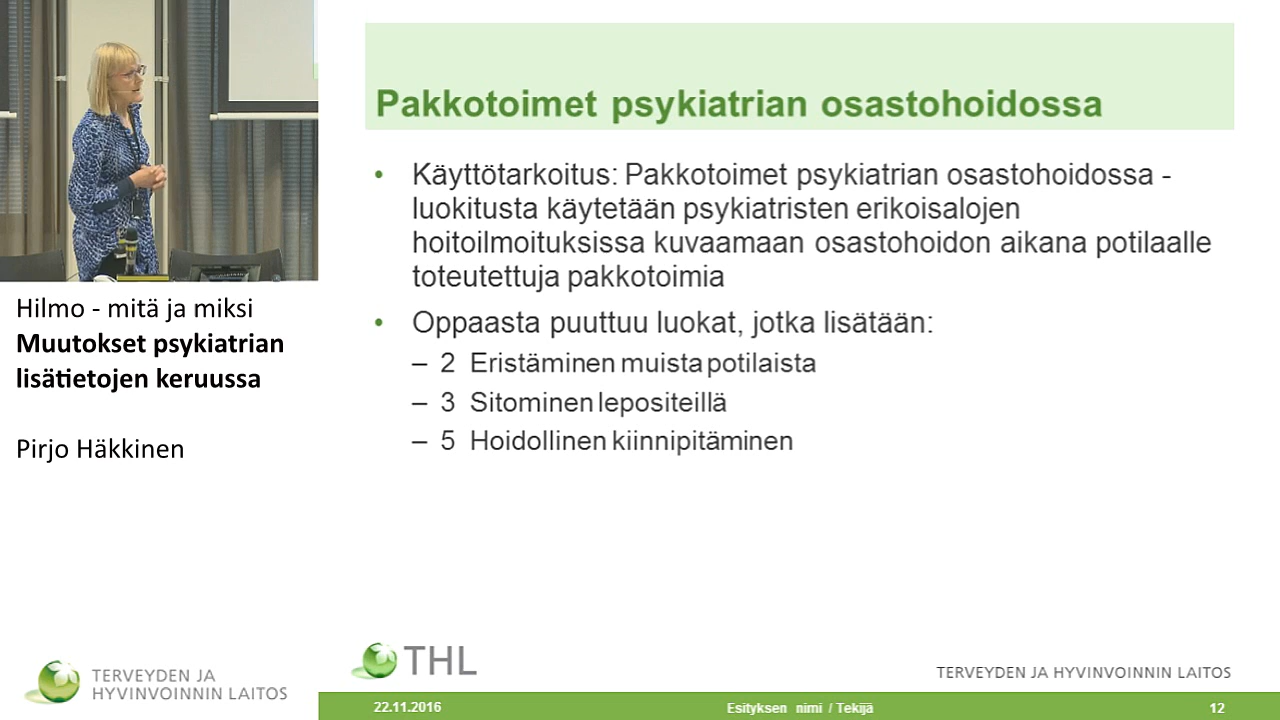 Pakkotoimet psykiatrian osastohoidossa
• Käyttötarkoitus: Pakkotoimet psykiatrian osastohoidossa -
luokitusta käytetään psykiatristen erikoisalojen
hoitoilmoituksissa kuvaamaan osastohoidon aikana potilaalle
toteutettuja pakkotoimia
• Oppaasta puuttuu luokat, jotka lisätään:
– 2 Eristäminen muista potilaista
– 3 Sitominen lepositeillä
– 5 Hoidollinen kiinnipitäminen
Hilmo - mitä ja miksi
Muutokset psykiatrian
lisätietojen keruussa
Pirjo Häkkinen
TERVEYDEN JA
HYVINVOINNIN LAITOS
THL
TERVEYDEN JA HYVINVOINNIN LAITOS
22.11.2016
Esityksen nimi / Tekijä
12